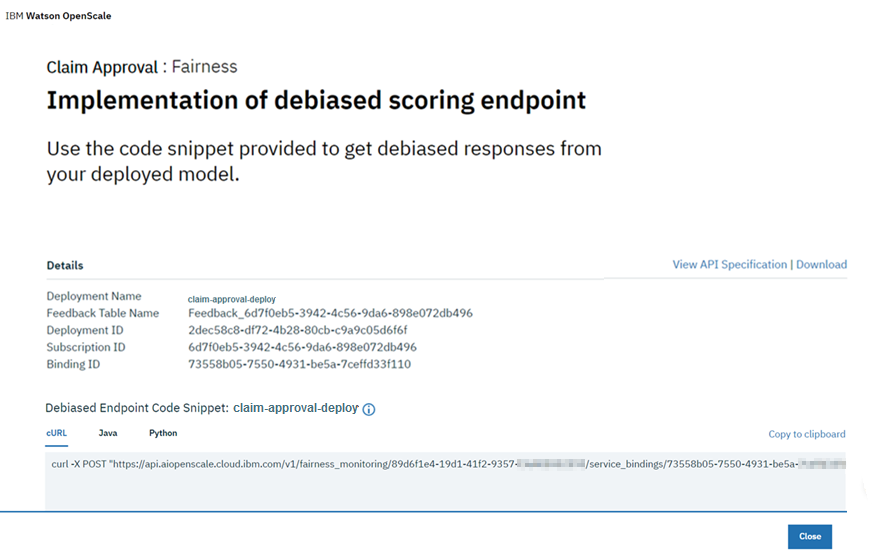 IBM Watson OpenScale
Claim Approval : Fairness
Implementation of debiased scoring endpoint
Use the code snippet provided to get debiased responses from
your deployed model.
Details
View API Specification | Download
Deployment Name claim-approval-deploy
Feedback Table Name Feedback_6d7f0eb5-3942-4c56-9da6-898e072db496
Deployment ID 2dec58c8-df72-4b28-80cb-c9a9c05d6f6f
Subscription ID 6d7f0eb5-3942-4c56-9da6-898e072db496
Binding ID 73558b05-7550-4931-be5a-7ceffd33f110
Debiased Endpoint Code Snippet: claim-approval-deploy
cURL Java Python
Copy to clipboard
curl -X POST "https://api.aiopenscale.cloud.ibm.com/v1/fairness_monitoring/89d6f1e4-19d1-41f2-9357- /service_bindings/73558b05-7550-4931-be5a-
Close